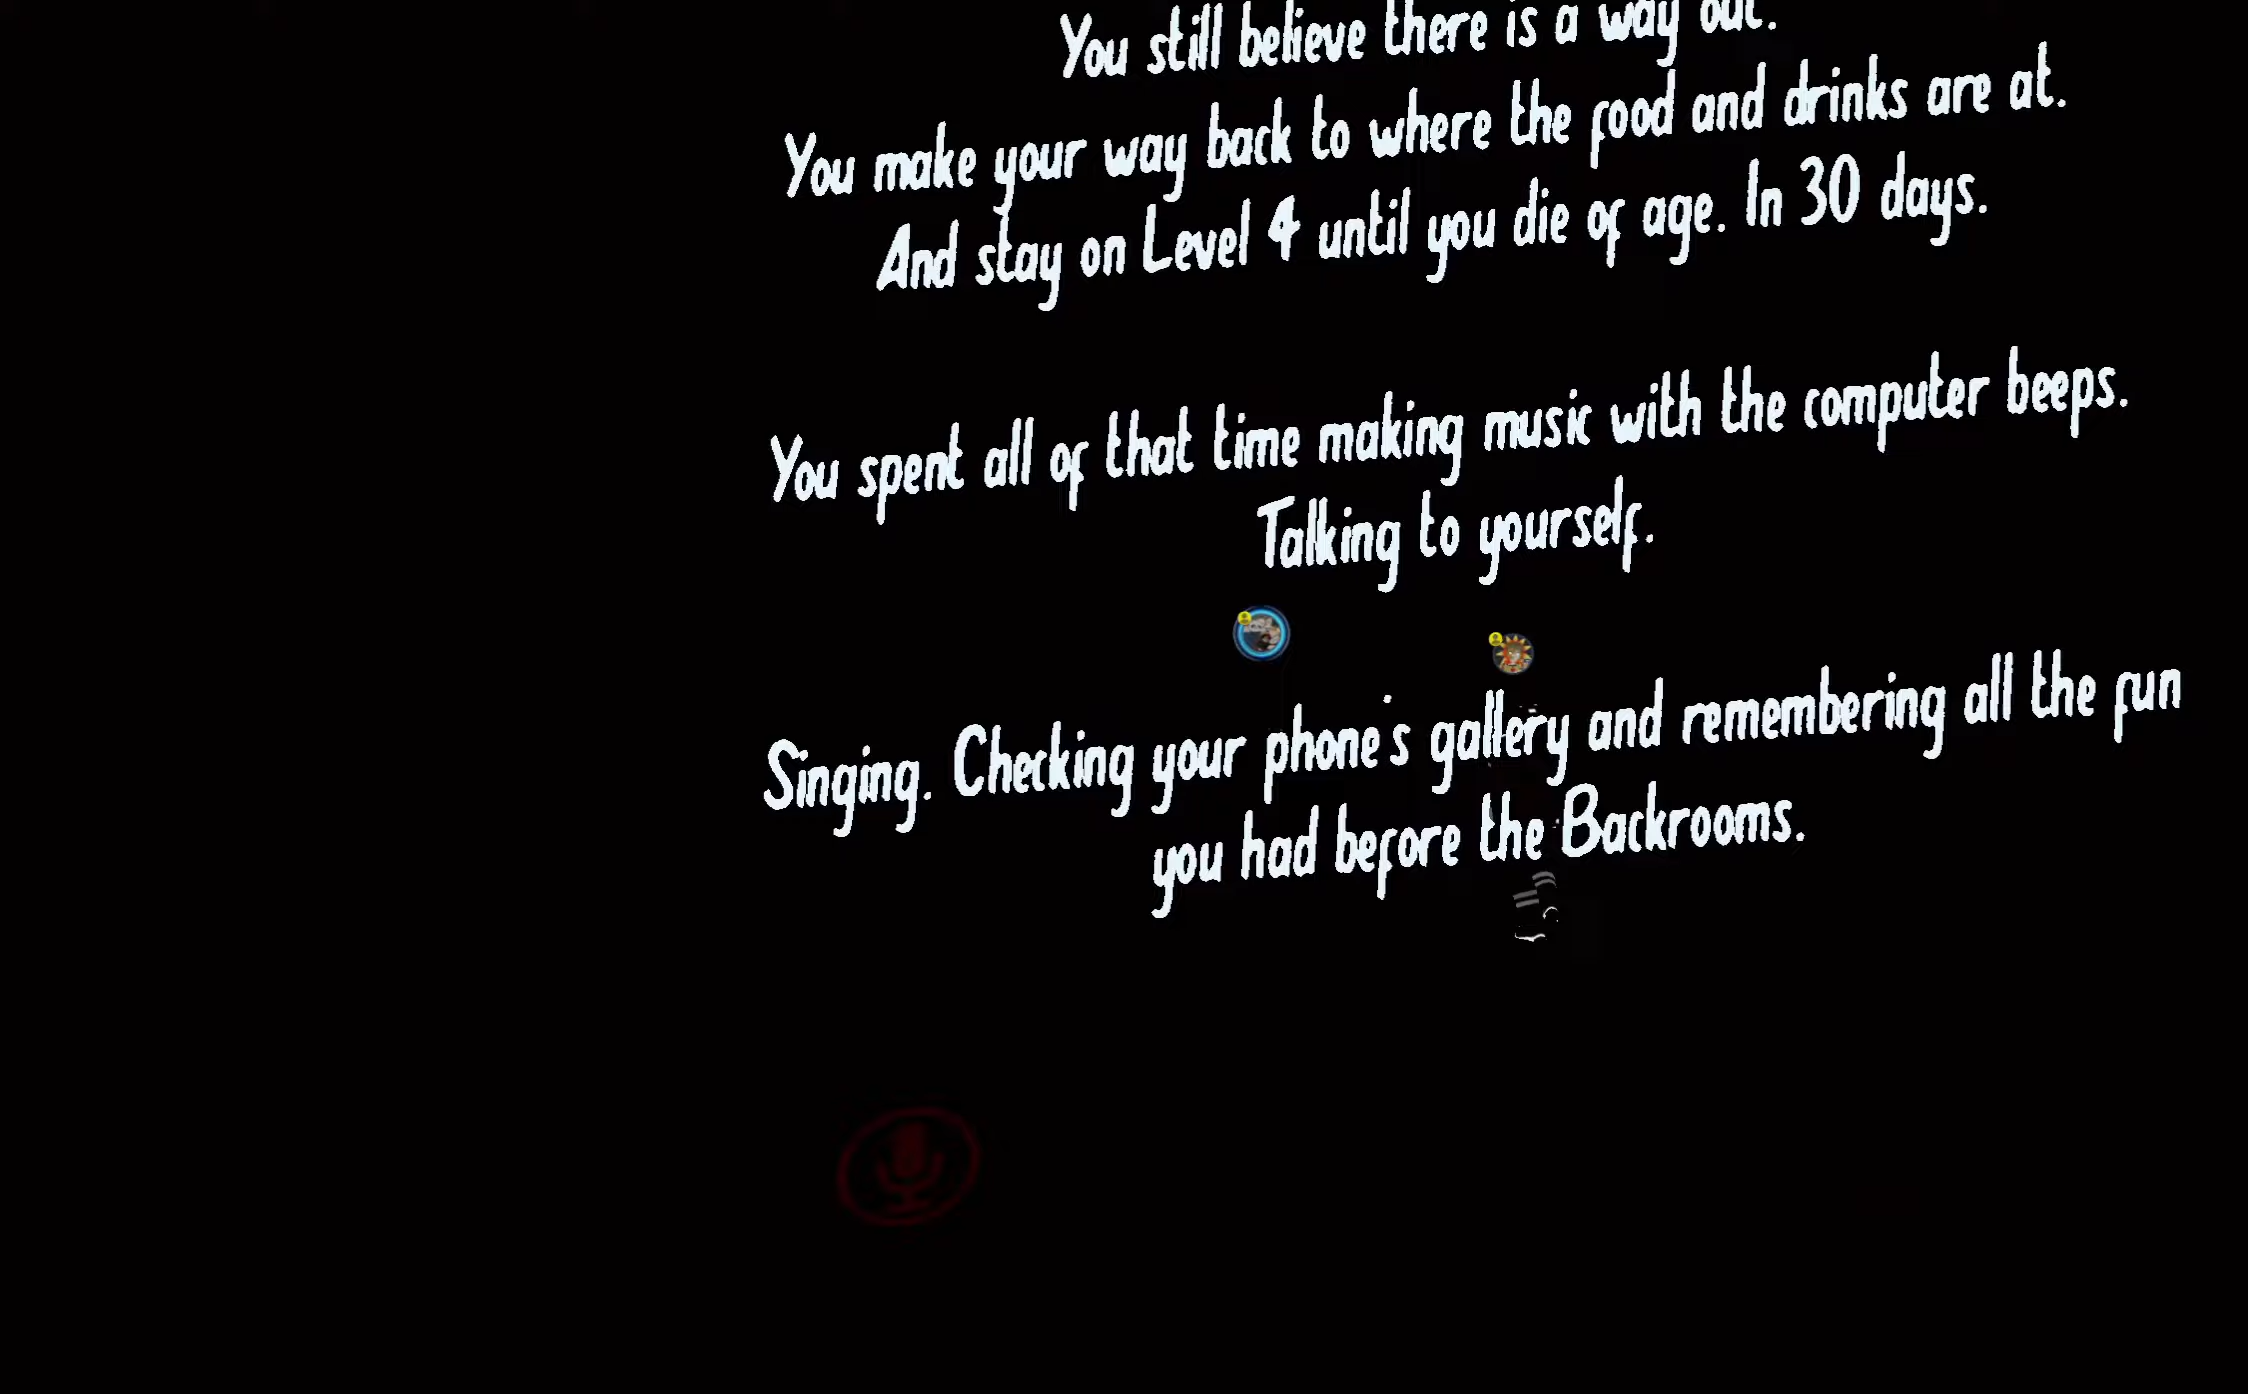 You still believe there is a way out.
You make your way back to where the food and drinks are at.
And stay on Level 4 until you die of age. In 30 days.
You spent all of that time making music with the computer beeps.
Talking to yourself.
Singing. Checking your phone's gallery and remembering all the fun
you had before the Backrooms.